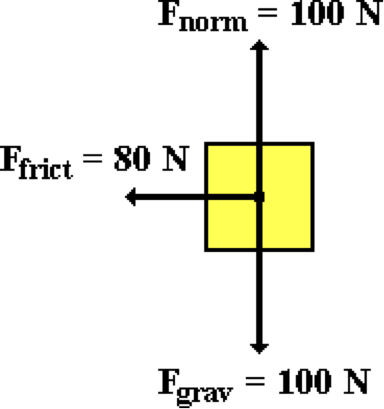 Fnorm = 100 N
Ffrict = 80 N
Fgrav = 100 N